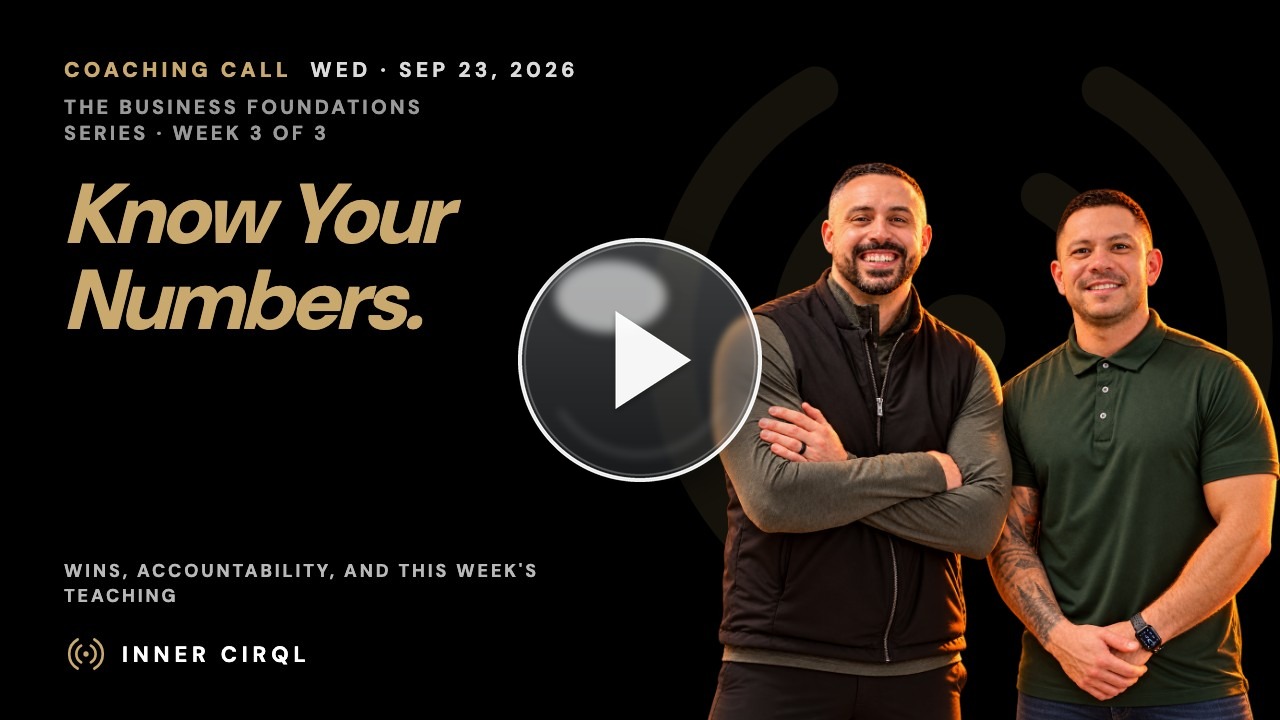 COACHING CALL WED · SEP 23, 2026
THE BUSINESS FOUNDATIONS
SERIES · WEEK 3 OF 3
Know Your
Numbers.
WINS, ACCOUNTABILITY, AND THIS WEEK'S
TEACHING
INNER CIRQL